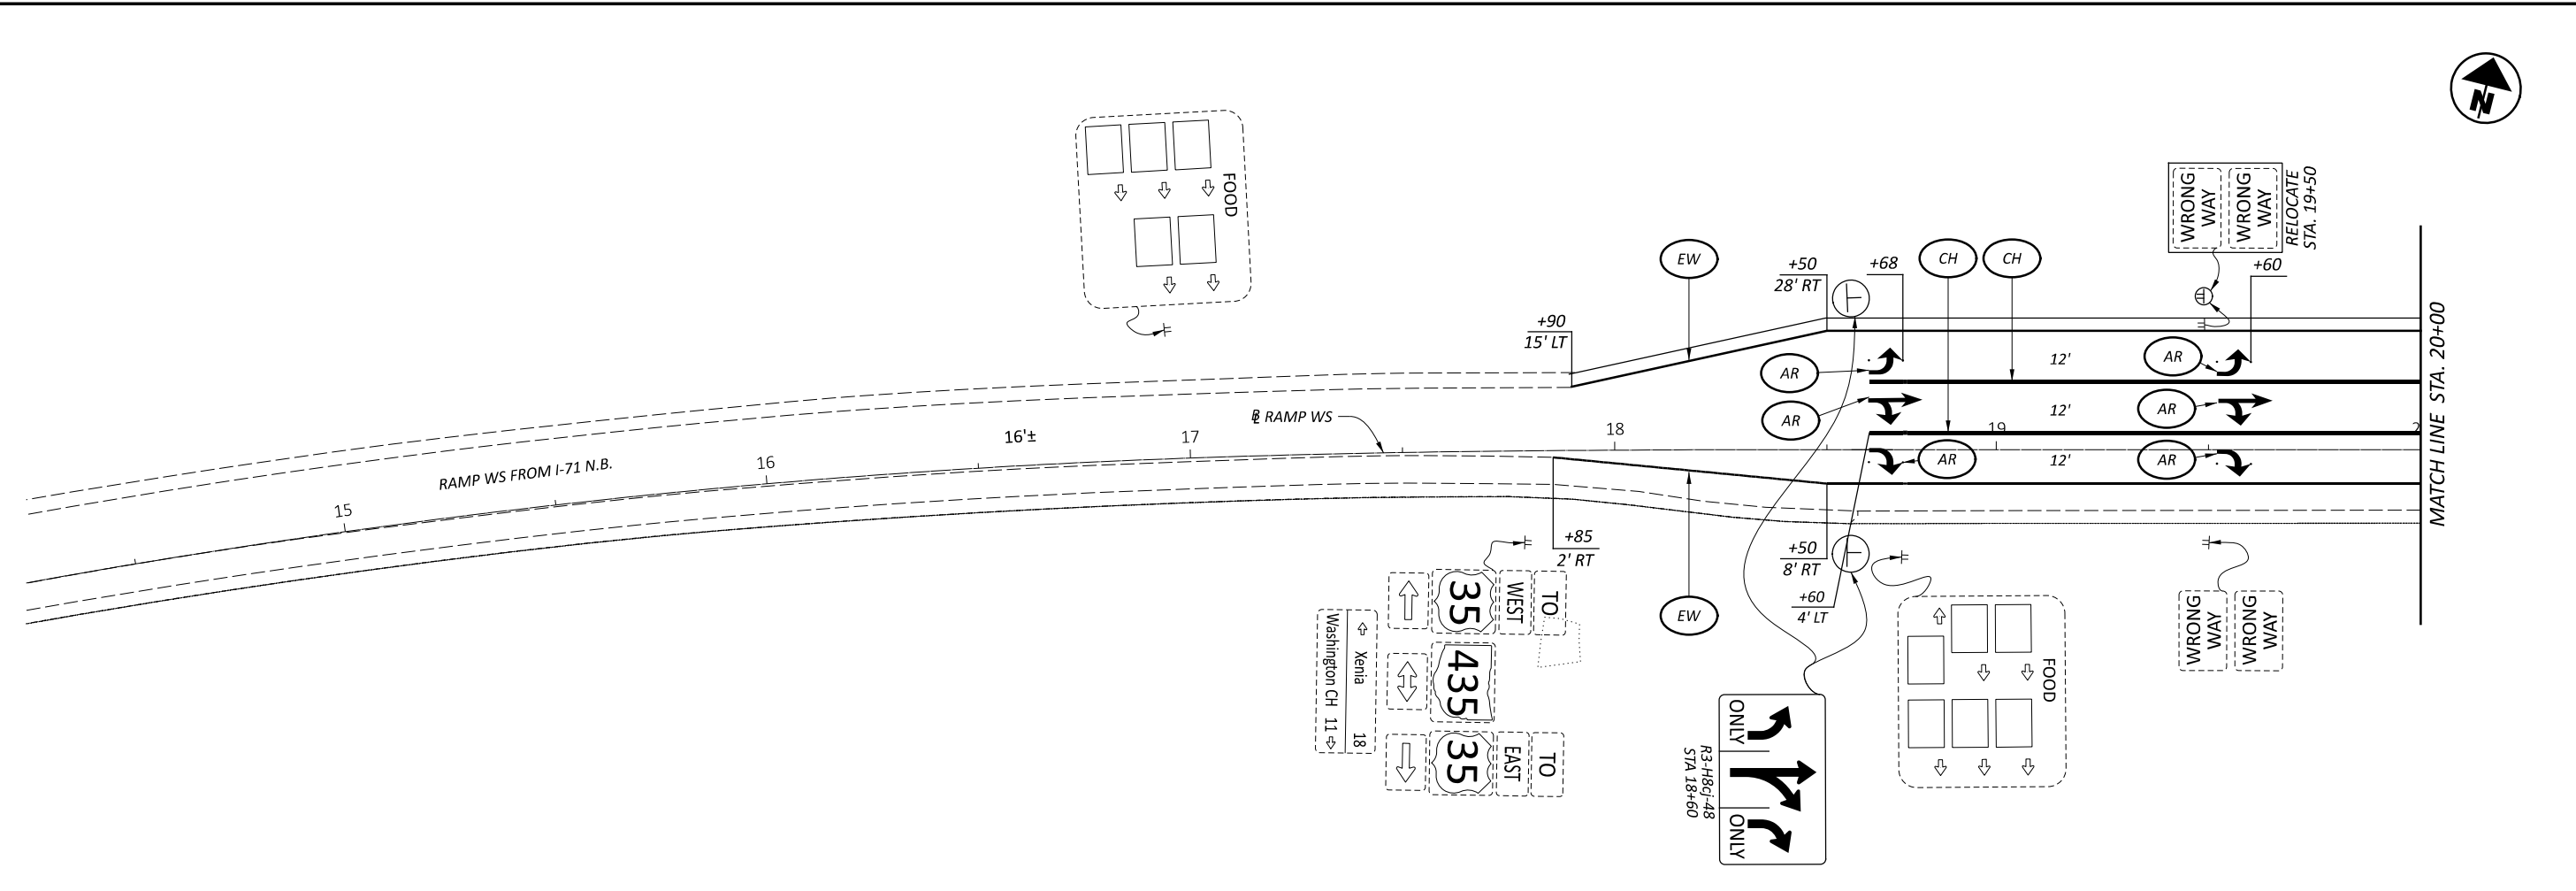 N
FOOD
WRONG
WAY
WRONG
WAY
RELOCATE
STA. 19+50
EW
+50
28' RT
+68
CH
CH
+60
+90
15' LT
AR
12'
AR
AR
12'
AR
MATCH LINE STA. 20+00
℄ RAMP WS
16'±
17
18
19
2
AR
12'
AR
16
RAMP WS FROM I-71 N.B.
15
+85
2' RT
+50
8' RT
+60
4' LT
EW
TO
WEST
35
435
TO
EAST
35
Xenia 18
Washington CH 11
ONLY
ONLY
R3-H8cj-48
STA 18+60
FOOD
WRONG
WAY
WRONG
WAY